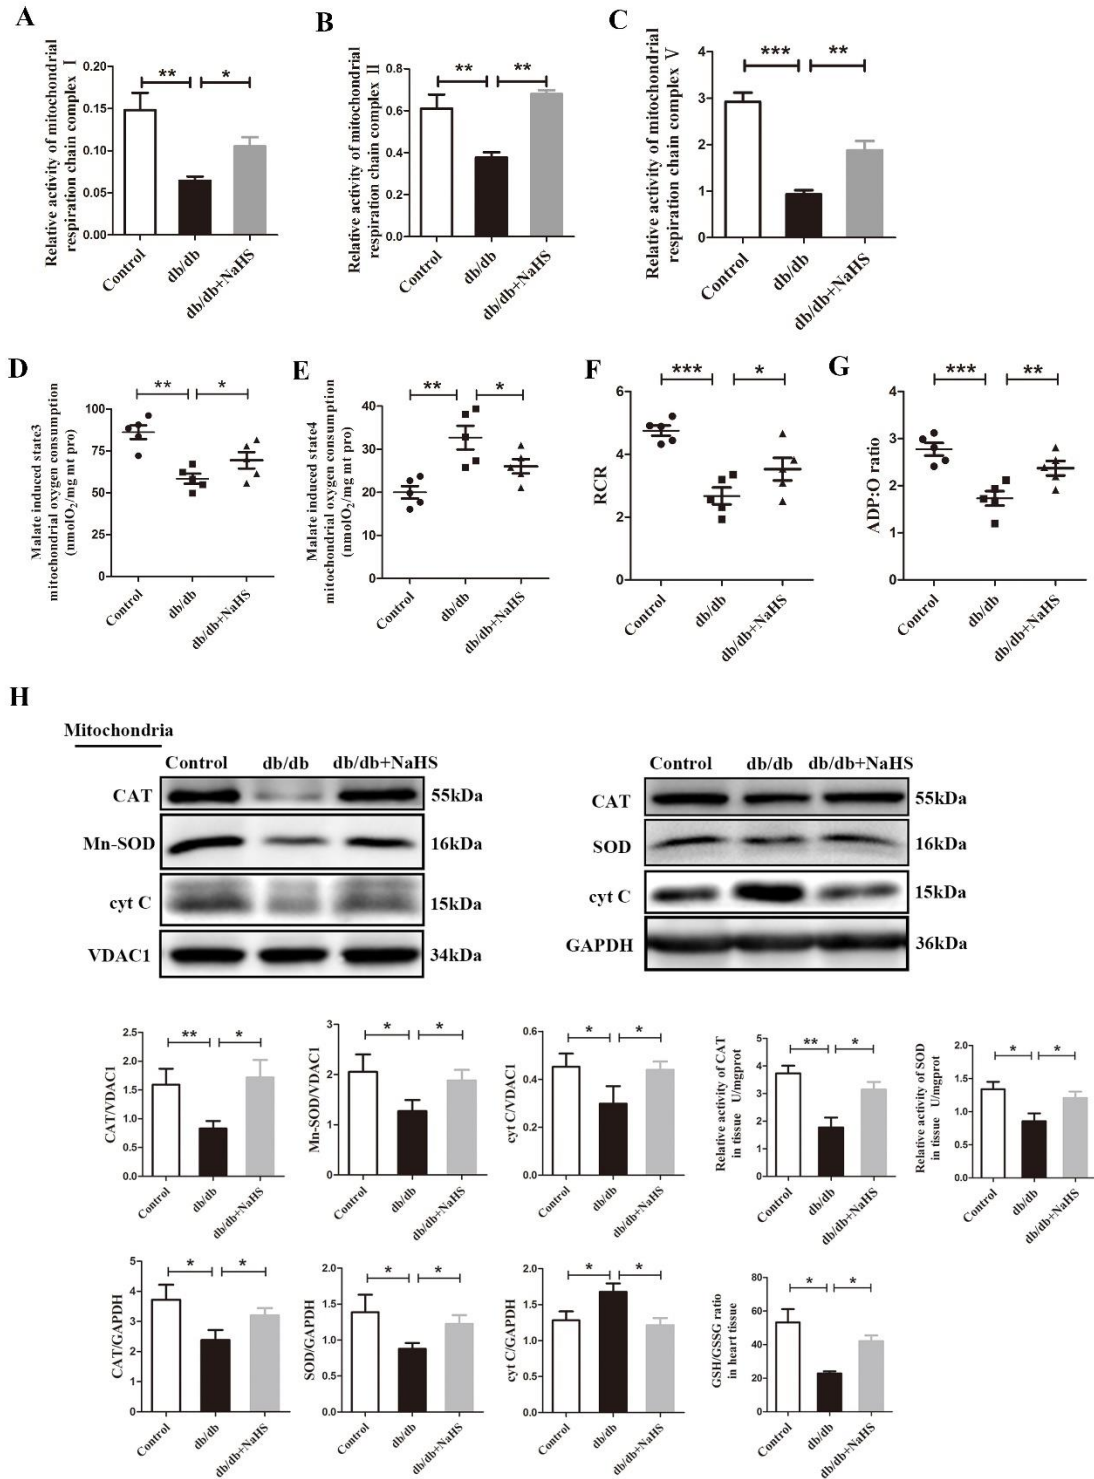 A
Relative activity of mitochondrial
respiration chain complex Ⅰ
0.20
0.15
0.10
0.05
0.00
**
*
Control
db/db
db/db+NaHS
B
Relative activity of mitochondrial
respiration chain complex Ⅱ
0.8
0.6
0.4
0.2
0.0
**
**
Control
db/db
db/db+NaHS
C
Relative activity of mitochondrial
respiration chain complex Ⅴ
4
3
2
1
0
***
**
Control
db/db
db/db+NaHS
D
Malate induced state3
mitochondrial oxygen consumption
(nmolO2/mg mt pro)
100
75
50
25
0
**
*
Control
db/db
db/db+NaHS
E
Malate induced state4
mitochondrial oxygen consumption
(nmolO2/mg mt pro)
40
30
20
10
0
**
*
Control
db/db
db/db+NaHS
F
RCR
6
4
2
0
***
*
Control
db/db
db/db+NaHS
G
ADP:O ratio
4
3
2
1
0
***
**
Control
db/db
db/db+NaHS
H
Mitochondria
Control db/db db/db+NaHS
CAT 55kDa
Mn-SOD 16kDa
cyt C 15kDa
VDAC1 34kDa
Control db/db db/db+NaHS
CAT 55kDa
SOD 16kDa
cyt C 15kDa
GAPDH 36kDa
CAT/VDAC1
2.5
2.0
1.5
1.0
0.5
0.0
**
*
Control
db/db
db/db+NaHS
Mn-SOD/VDAC1
3
2
1
0
*
*
Control
db/db
db/db+NaHS
cyt C/VDAC1
0.6
0.4
0.2
0.0
*
*
Control
db/db
db/db+NaHS
Relative activity of CAT
in tissue U/mgprot
5
4
3
2
1
0
**
*
Control
db/db
db/db+NaHS
Relative activity of SOD
in tissue U/mgprot
2.0
1.5
1.0
0.5
0.0
*
*
Control
db/db
db/db+NaHS
CAT/GAPDH
5
4
3
2
1
0
*
*
Control
db/db
db/db+NaHS
SOD/GAPDH
2.0
1.5
1.0
0.5
0.0
*
*
Control
db/db
db/db+NaHS
cyt C/GAPDH
2.0
1.5
1.0
0.5
0.0
*
*
Control
db/db
db/db+NaHS
GSH/GSSG ratio
in heart tissue
80
60
40
20
0
*
*
Control
db/db
db/db+NaHS